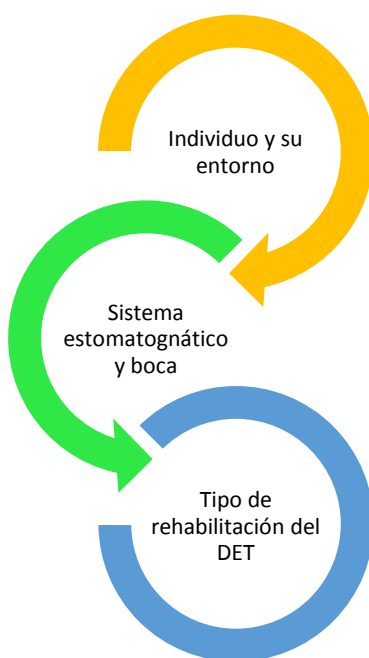 Individuo y su
entorno
Sistema
estomatognático
y boca
Tipo de
rehabilitación del
DET